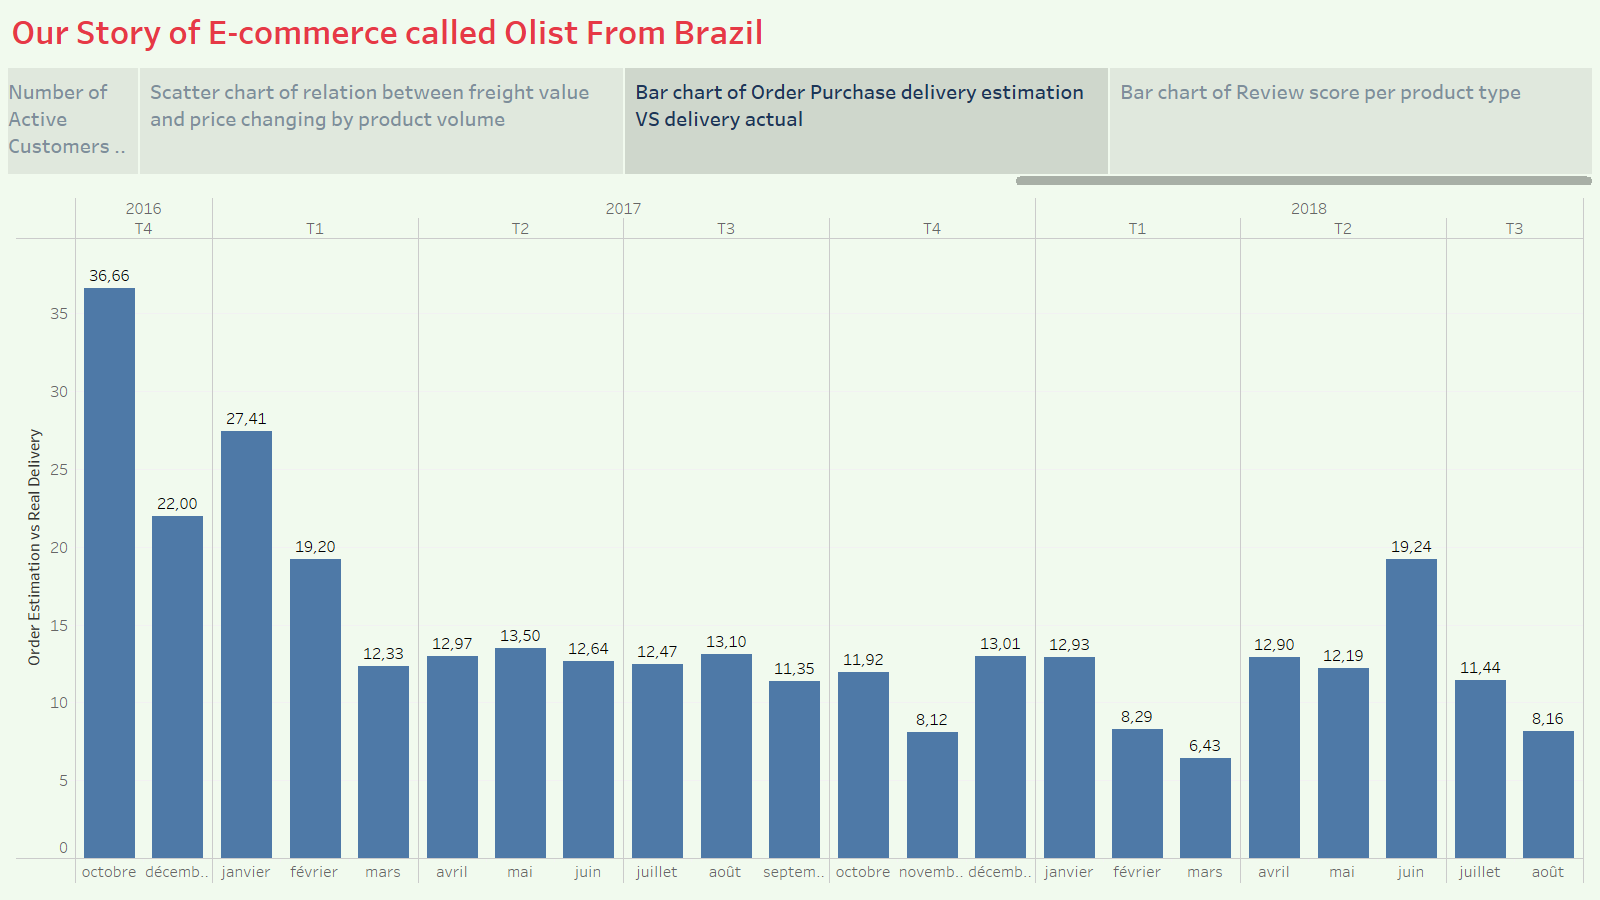 Our Story of E-commerce called Olist From Brazil
Number of
Active
Customers ..
Scatter chart of relation between freight value
and price changing by product volume
Bar chart of Order Purchase delivery estimation
VS delivery actual
Bar chart of Review score per product type
2016 2017 2018
T4 T1 T2 T3 T4 T1 T2 T3
Order Estimation vs Real Delivery
35
30
25
20
15
10
5
0
36,66
22,00
27,41
19,20
12,33
12,97
13,50
12,64
12,47
13,10
11,35
11,92
8,12
13,01
12,93
8,29
6,43
12,90
12,19
19,24
11,44
8,16
octobre décemb.. janvier février mars avril mai juin juillet août septem.. octobre novemb.. décemb.. janvier février mars avril mai juin juillet août